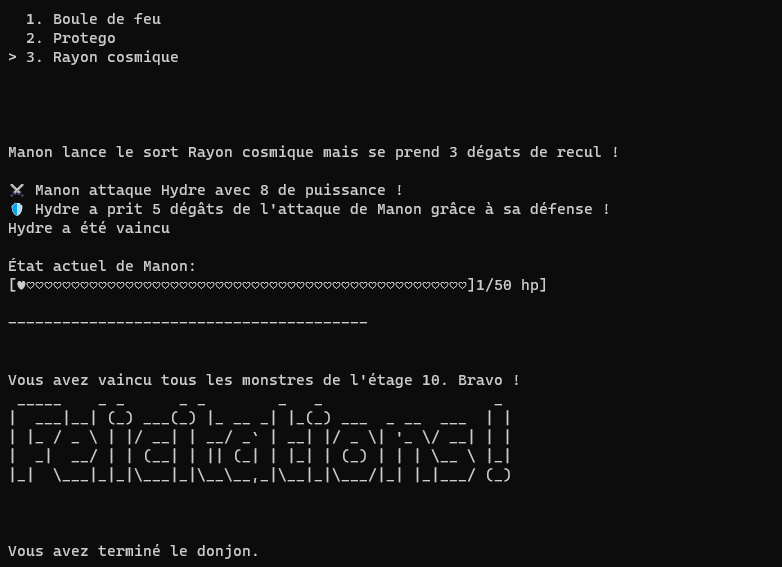 1. Boule de feu
2. Protego
> 3. Rayon cosmique
Manon lance le sort Rayon cosmique mais se prend 3 dégats de recul !
⚔ Manon attaque Hydre avec 8 de puissance !
🛡 Hydre a prit 5 dégâts de l'attaque de Manon grâce à sa défense !
Hydre a été vaincu
État actuel de Manon:
[♥♡♡♡♡♡♡♡♡♡♡♡♡♡♡♡♡♡♡♡♡♡♡♡♡♡♡♡♡♡♡♡♡♡♡♡♡♡♡♡♡♡♡♡♡♡♡♡♡♡]1/50 hp]
_________________________________________
Vous avez vaincu tous les monstres de l'étage 10. Bravo !
Felicitations!
Vous avez terminé le donjon.